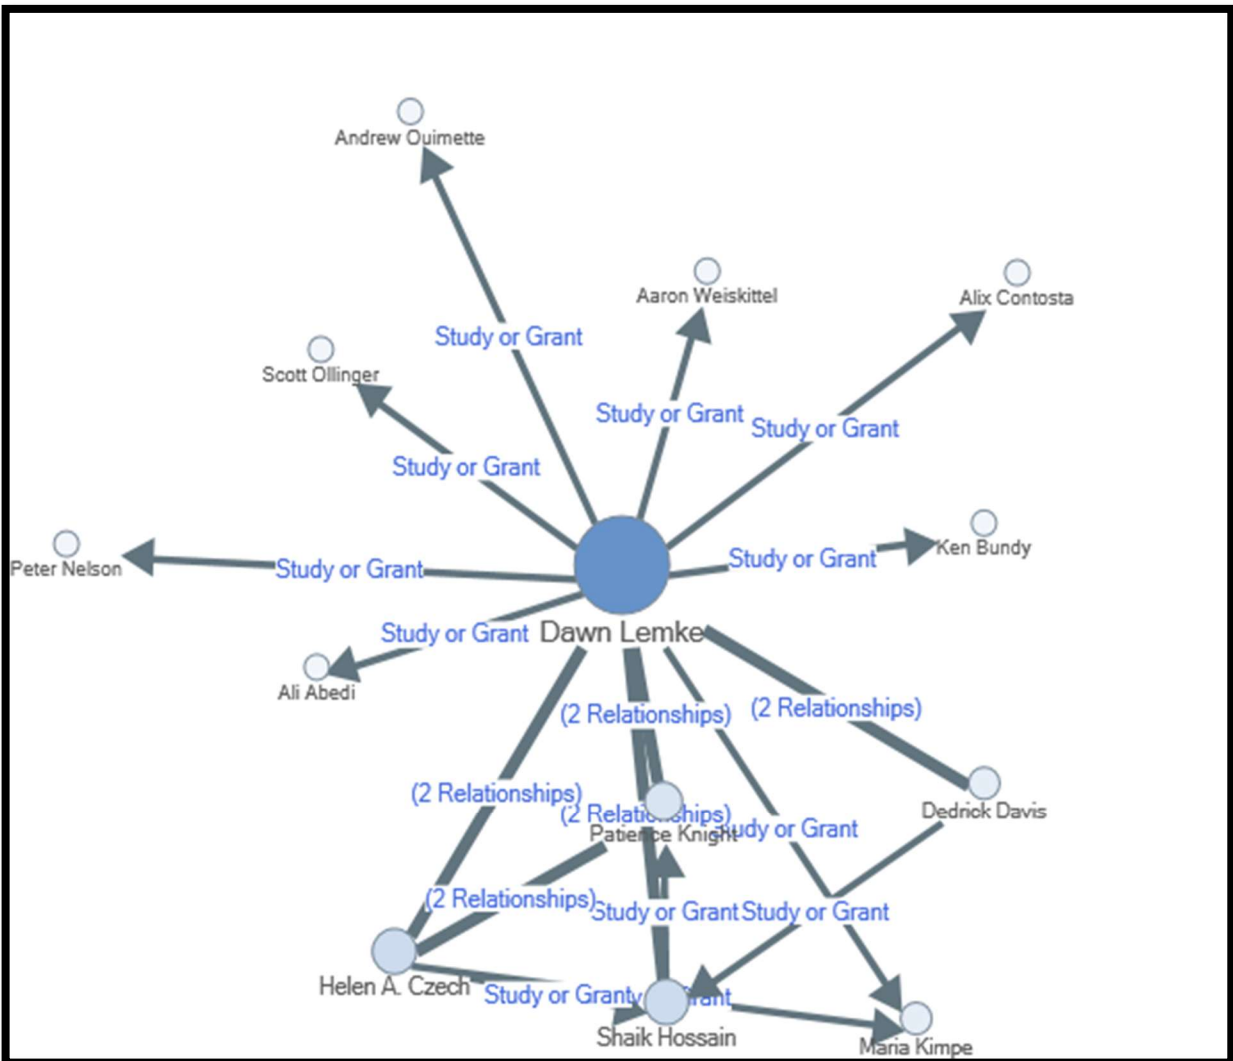 Andrew Ouimette
Aaron Weiskittel
Alix Contosta
Study or Grant
Scott Ollinger
Study or Grant
Study or Grant
Study or Grant
Ken Bundy
Study or Grant
Peter Nelson
Study or Grant
Study or Grant
Dawn Lemke
Ali Abedi
(2 Relationships)
(2 Relationships)
(2 Relationships)
Dedrick Davis
(2 Relationships)
Patience Knight
Study or Grant
(2 Relationships)
Study or Grant
Study or Grant
Helen A. Czech
Study or Grant
Shaik Hossain
Maria Kimpe